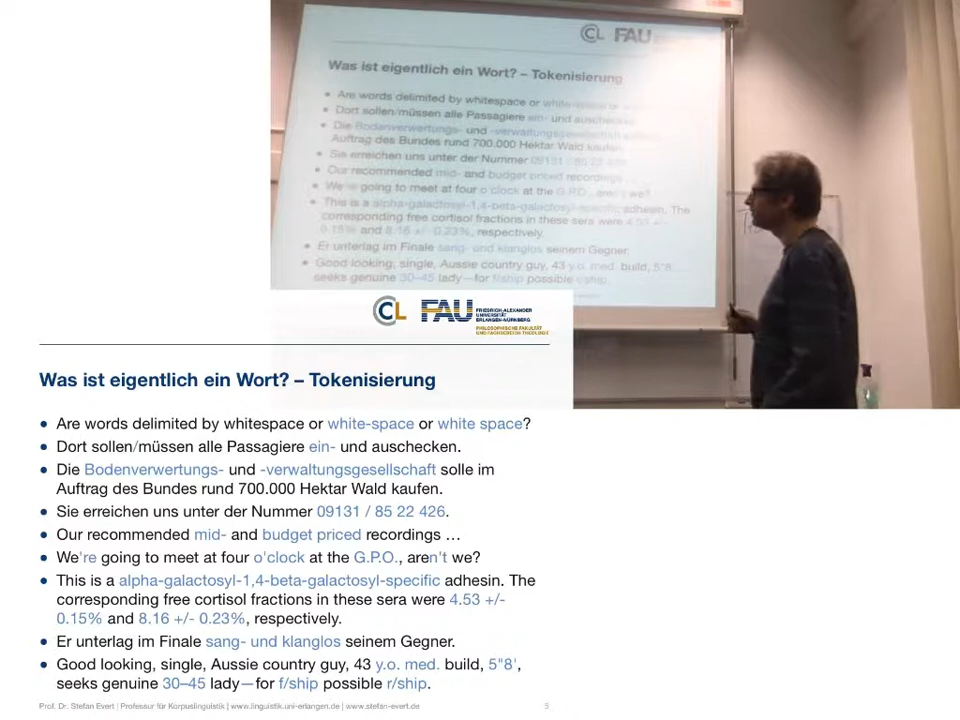 CL FAU
Was ist eigentlich ein Wort? – Tokenisierung
Are words delimited by whitespace or white-space
Dort sollen/müssen alle Passagiere ein- und auschecken
Die Bodenverwertungs- und -verwaltungsgesellschaft
Auftrag des Bundes rund 700.000 Hektar Wald kaufen.
Sie erreichen uns unter der Nummer 09131 / 85 22
Our recommended mid- and budget priced recordings
We're going to meet at four o'clock at the G.P.O., aren't we?
This is a alpha-galactosyl-1,4-beta-galactosyl-specific adhesin. The
corresponding free cortisol fractions in these sera were 4.53 +/-
0.15% and 8.16 +/- 0.23%, respectively.
Er unterlag im Finale sang- und klanglos seinem Gegner.
Good looking, single, Aussie country guy, 43 y.o. med. build, 5"8',
seeks genuine 30–45 lady—for f/ship possible r/ship.
CL FAU FRIEDRICH-ALEXANDER
UNIVERSITÄT
ERLANGEN-NÜRNBERG
PHILOSOPHISCHE FAKULTÄT
UND FACHBEREICH THEOLOGIE
Was ist eigentlich ein Wort? – Tokenisierung
• Are words delimited by whitespace or white-space or white space?
• Dort sollen/müssen alle Passagiere ein- und auschecken.
• Die Bodenverwertungs- und -verwaltungsgesellschaft solle im
Auftrag des Bundes rund 700.000 Hektar Wald kaufen.
• Sie erreichen uns unter der Nummer 09131 / 85 22 426.
• Our recommended mid- and budget priced recordings …
• We're going to meet at four o'clock at the G.P.O., aren't we?
• This is a alpha-galactosyl-1,4-beta-galactosyl-specific adhesin. The
corresponding free cortisol fractions in these sera were 4.53 +/-
0.15% and 8.16 +/- 0.23%, respectively.
• Er unterlag im Finale sang- und klanglos seinem Gegner.
• Good looking, single, Aussie country guy, 43 y.o. med. build, 5"8',
seeks genuine 30–45 lady—for f/ship possible r/ship.
Prof. Dr. Stefan Evert | Professur für Korpuslinguistik | www.linguistik.uni-erlangen.de | www.stefan-evert.de